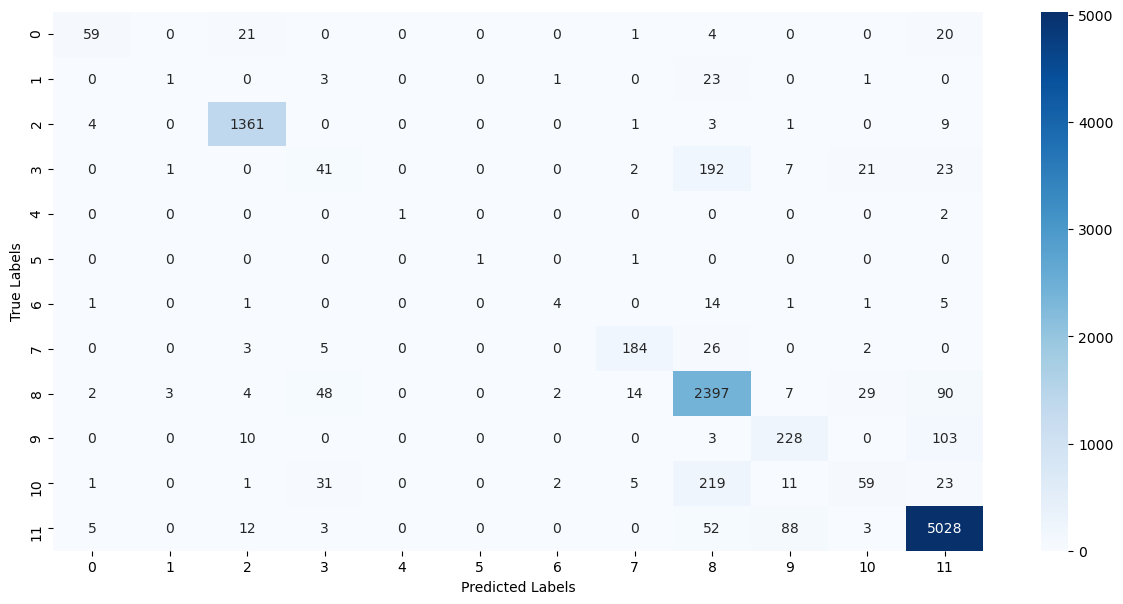 0 59 0 21 0 0 0 0 1 4 0 0 20
1 0 1 0 3 0 0 1 0 23 0 1 0
2 4 0 1361 0 0 0 0 1 3 1 0 9
3 0 1 0 41 0 0 0 2 192 7 21 23
4 0 0 0 0 1 0 0 0 0 0 0 2
5 0 0 0 0 0 1 0 1 0 0 0 0
6 1 0 1 0 0 0 4 0 14 1 1 5
7 0 0 3 5 0 0 0 184 26 0 2 0
8 2 3 4 48 0 0 2 14 2397 7 29 90
9 0 0 10 0 0 0 0 0 3 228 0 103
10 1 0 1 31 0 0 2 5 219 11 59 23
11 5 0 12 3 0 0 0 0 52 88 3 5028
0 1 2 3 4 5 6 7 8 9 10 11
Predicted Labels
True Labels
5000
4000
3000
2000
1000
0